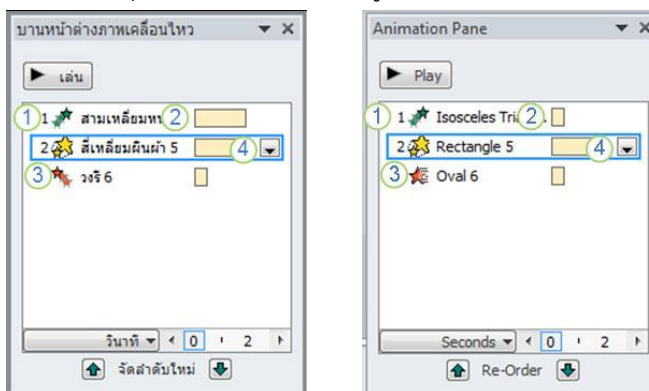 บานหน้าต่างภาพเคลื่อนไหว
เล่น
1 1 สามเหลี่ยมหน 2
2 สี่เหลี่ยมผืนผ้า 5 4
3 วงรี 6
วินาที 0 2
จัดลำดับใหม่
Animation Pane
Play
1 1 Isosceles Tri 2
2 Rectangle 5 4
3 Oval 6
Seconds 0 2
Re-Order